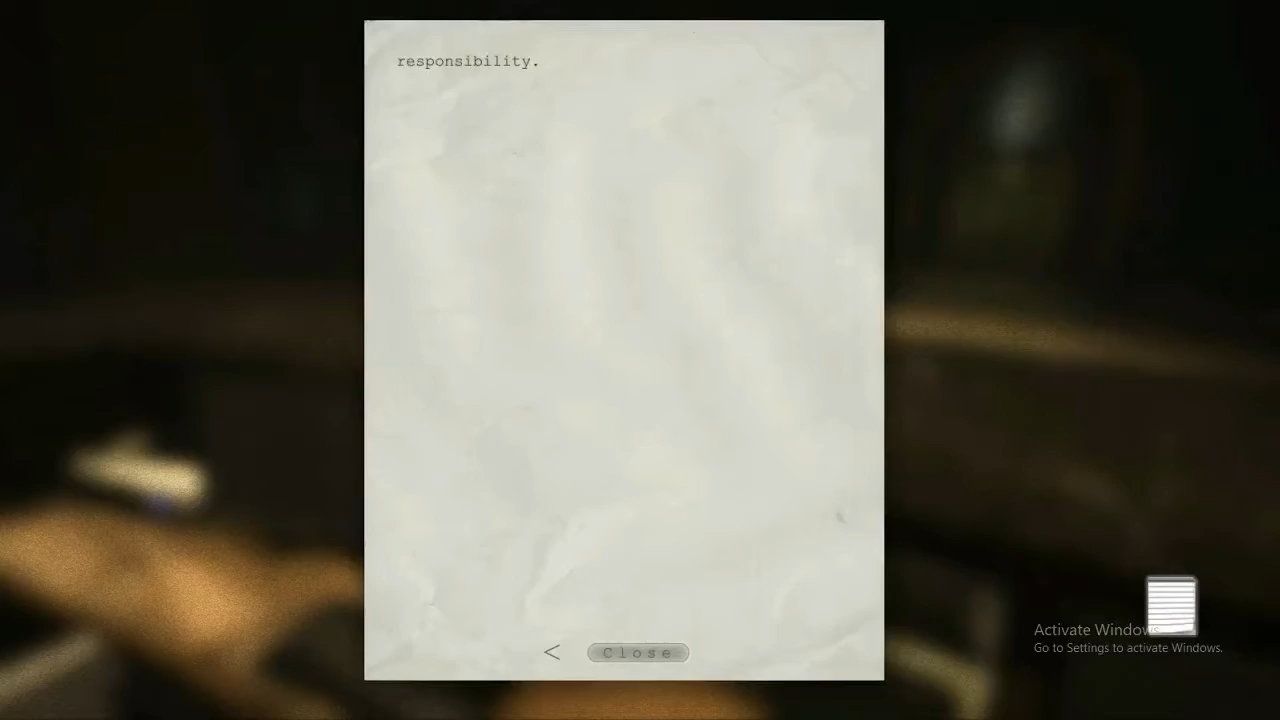 responsibility.
< Close
Activate Windows
Go to Settings to activate Windows.